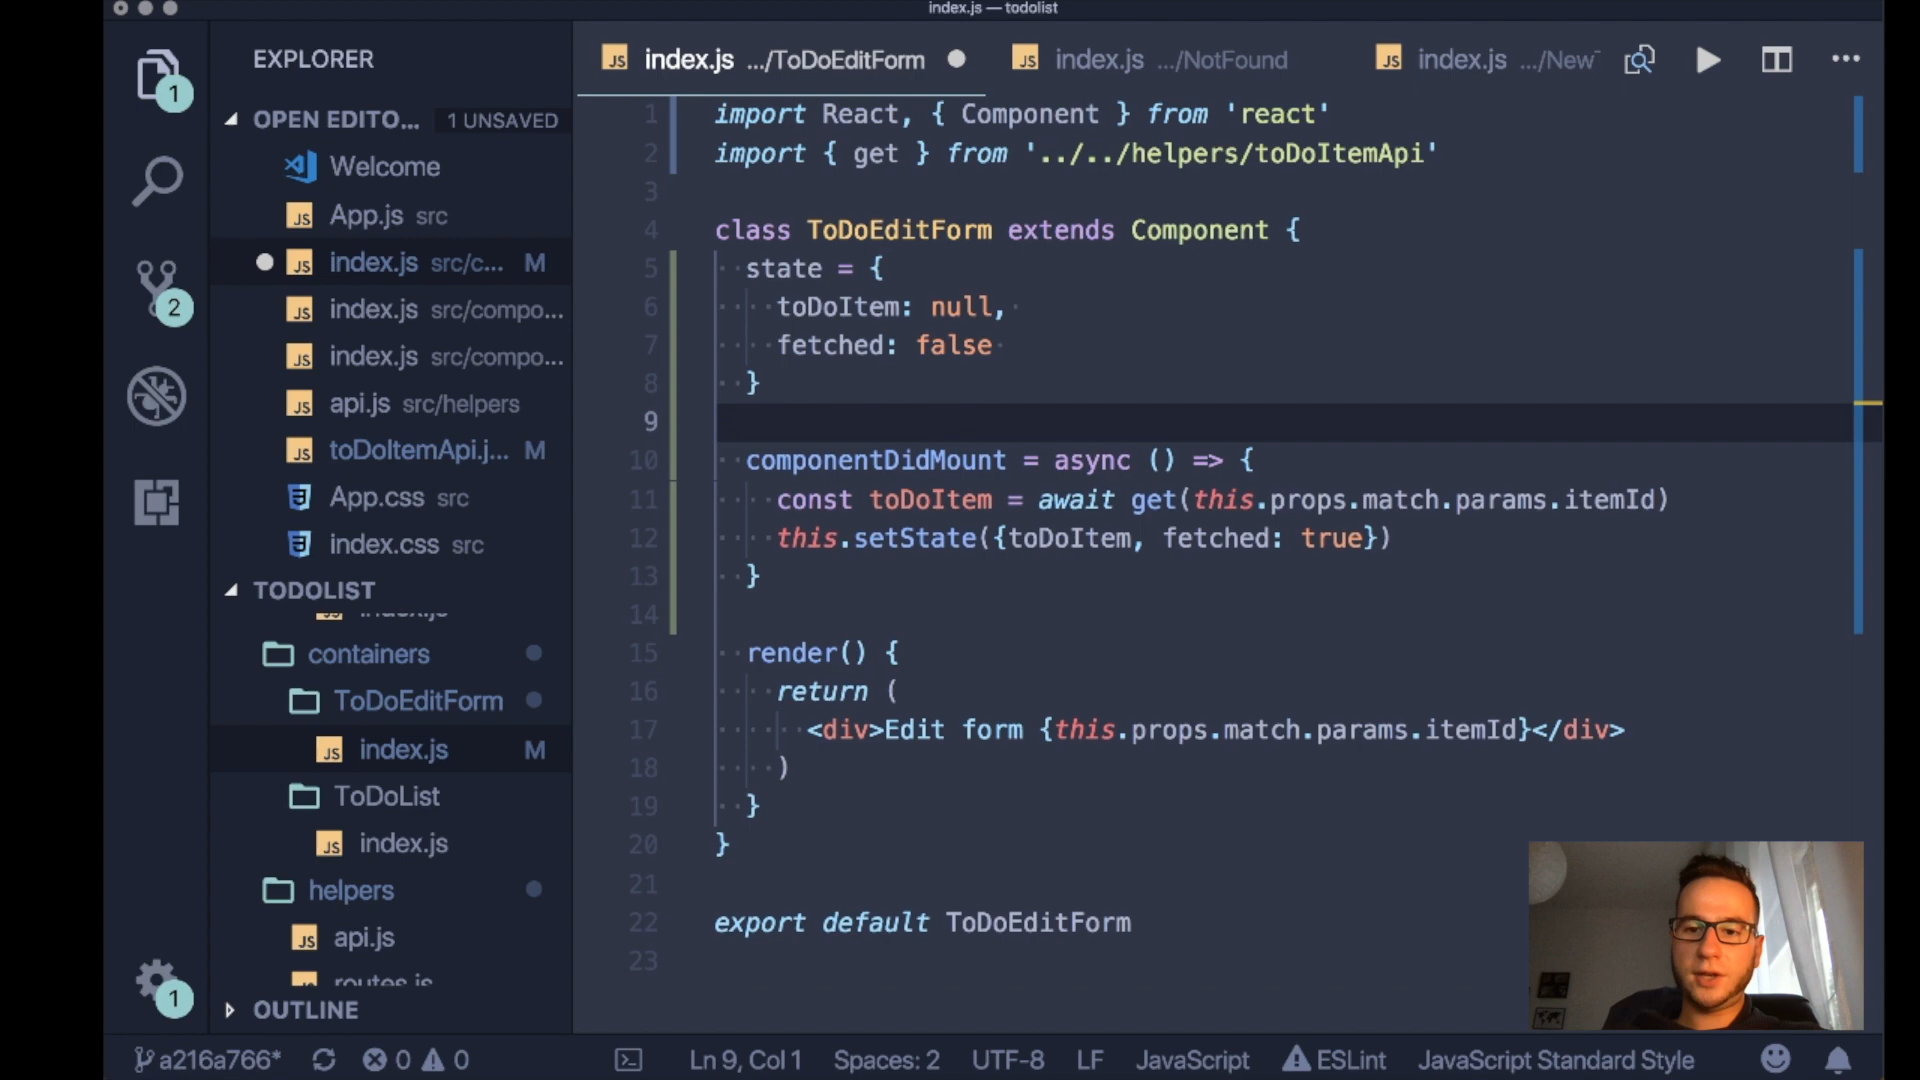 index.js — todolist
EXPLORER
OPEN EDITO... 1 UNSAVED
Welcome
App.js src
index.js src/c... M
index.js src/compo...
index.js src/compo...
api.js src/helpers
toDoItemApi.j... M
App.css src
index.css src
TODOLIST
index.js
containers
ToDoEditForm
index.js M
ToDoList
index.js
helpers
api.js
routes.js
OUTLINE
index.js .../ToDoEditForm
index.js .../NotFound
index.js .../New
1 import React, { Component } from 'react'
2 import { get } from '../../helpers/toDoItemApi'
3
4 class ToDoEditForm extends Component {
5 state = {
6 toDoItem: null,
7 fetched: false
8 }
9
10 componentDidMount = async () => {
11 const toDoItem = await get(this.props.match.params.itemId)
12 this.setState({toDoItem, fetched: true})
13 }
14
15 render() {
16 return (
17 <div>Edit form {this.props.match.params.itemId}</div>
18 )
19 }
20 }
21
22 export default ToDoEditForm
23
1
2
1
a216a766* 0 0 Ln 9, Col 1 Spaces: 2 UTF-8 LF JavaScript ESLint JavaScript Standard Style